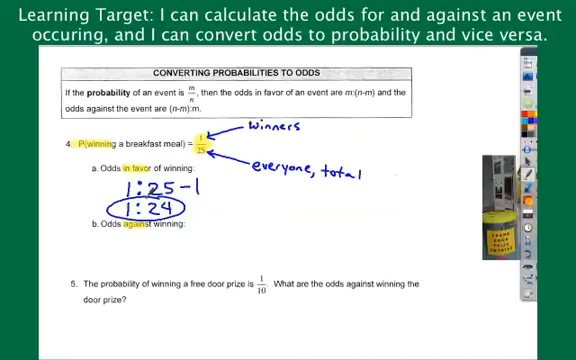 Learning Target: I can calculate the odds for and against an event
occuring, and I can convert odds to probability and vice versa.
CONVERTING PROBABILITIES TO ODDS
If the probability of an event is m/n, then the odds in favor of an event are m:(n-m) and the
odds against the event are (n-m):m.
winners
4. P(winning a breakfast meal) = 1/25
everyone, total
a. Odds in favor of winning:
1:25-1
1:24
b. Odds against winning:
5. The probability of winning a free door prize is 1/10 What are the odds against winning the
door prize?